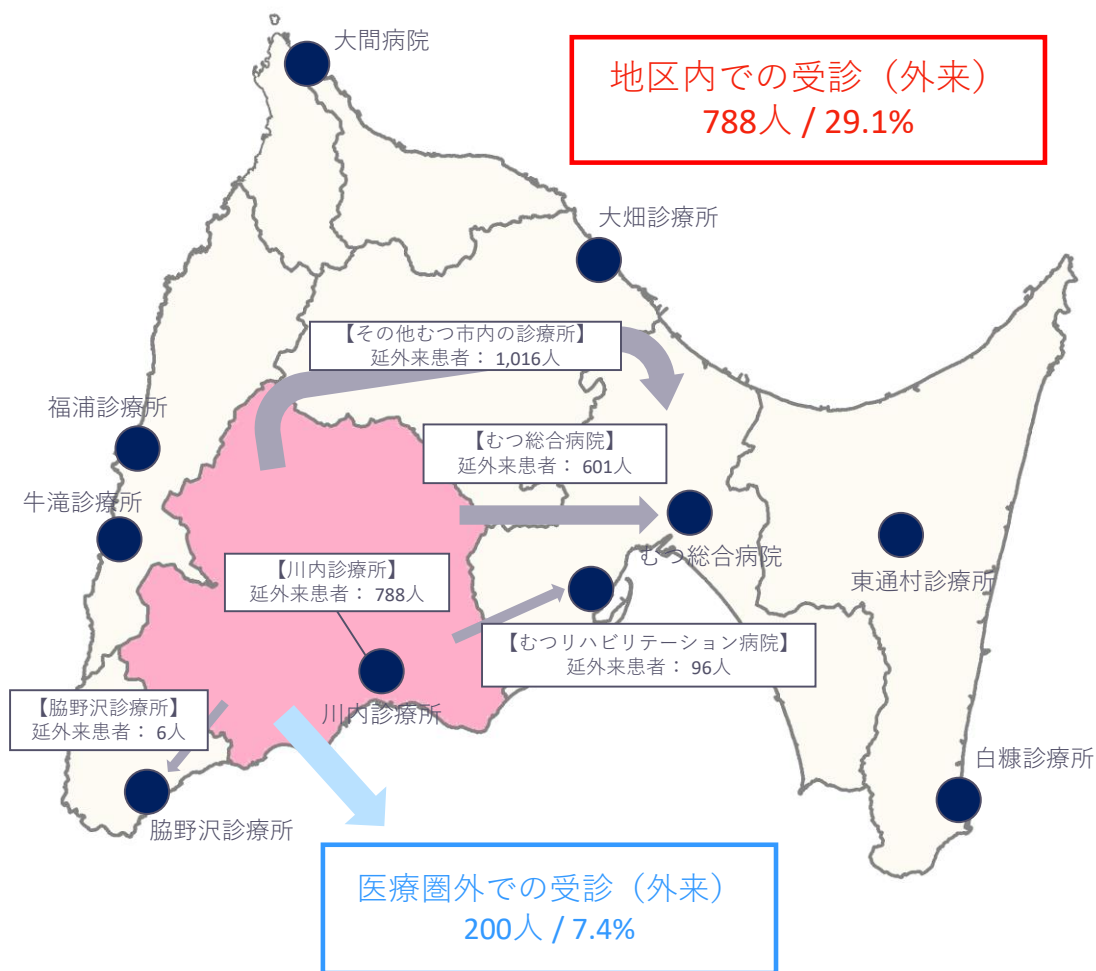 大間病院
地区内での受診（外来）
788人 / 29.1%
大畑診療所
【その他むつ市内の診療所】
延外来患者： 1,016人
福浦診療所
【むつ総合病院】
延外来患者： 601人
牛滝診療所
むつ総合病院
東通村診療所
【川内診療所】
延外来患者： 788人
【むつリハビリテーション病院】
延外来患者： 96人
【脇野沢診療所】
延外来患者： 6人
川内診療所
白糠診療所
脇野沢診療所
医療圏外での受診（外来）
200人 / 7.4%